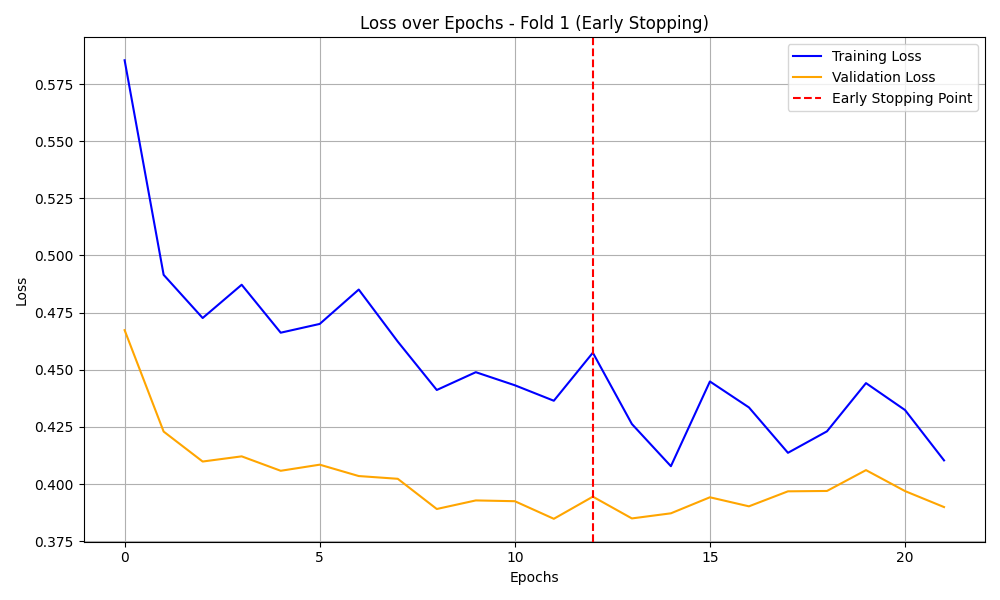 Loss over Epochs - Fold 1 (Early Stopping)
Training Loss
Validation Loss
Early Stopping Point
Loss
0.575
0.550
0.525
0.500
0.475
0.450
0.425
0.400
0.375
0 5 10 15 20
Epochs